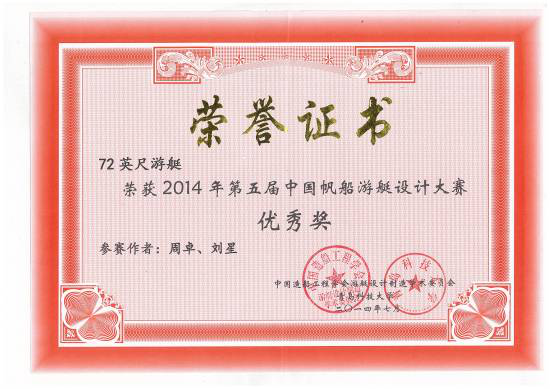 荣誉证书
72英尺游艇
荣获2014年第五届中国帆船游艇设计大赛
优秀奖
参赛作者：周卓、刘星
中国造船工程学会游艇设计制造学术委员会
青岛科技大学
二〇一四年七月